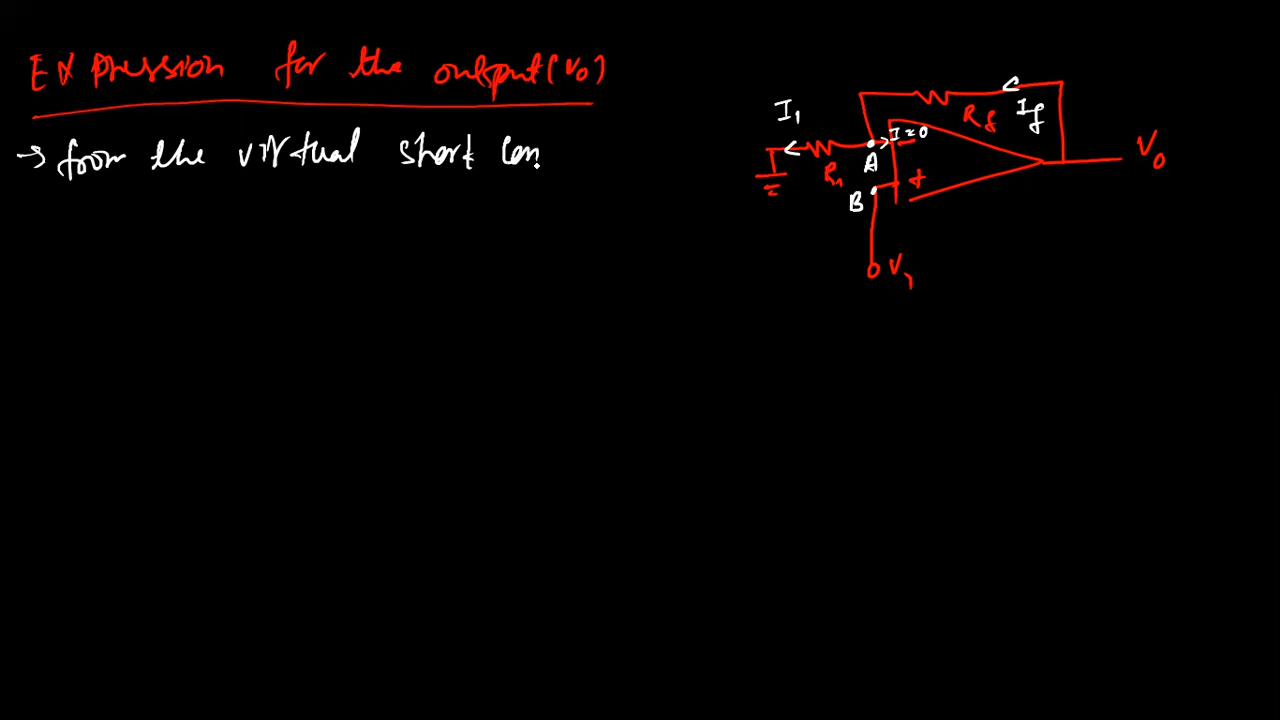 Expression for the output (V0)
→ from the virtual short con
I1
Rf
If
I=0
-
V0
R1
A
+
B
V1